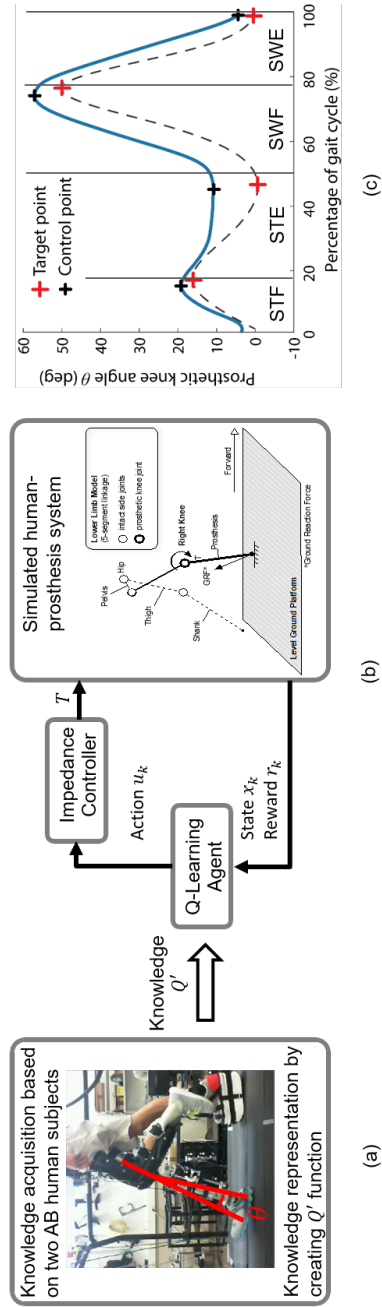 Knowledge acquisition based
on two AB human subjects
θ
Knowledge representation by
creating Q′ function
(a)
Knowledge
Q′
Q-Learning
Agent
Action u_k
State x_k
Reward r_k
Impedance
Controller
T
Simulated human-
prosthesis system
Lower Limb Model
(5-segment linkage)
intact side joints
prosthetic knee joint
Pelvis
Hip
Thigh
Shank
Right Knee
T
Prosthesis
GRF*
Forward
Level Ground Platform
*Ground Reaction Force
(b)
Prosthetic knee angle θ (deg)
60
50
40
30
20
10
0
-10
Target point
Control point
STF
STE
SWF
SWE
0
20
40
60
80
100
Percentage of gait cycle (%)
(c)